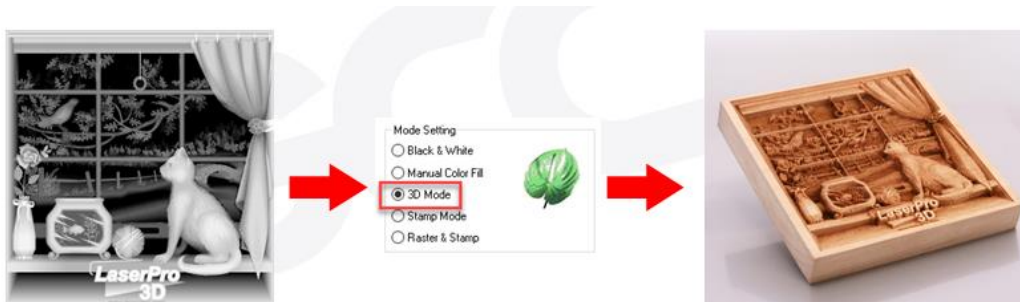 LaserPro
3D
Mode Setting
Black & White
Manual Color Fill
3D Mode
Stamp Mode
Raster & Stamp
LaserPro
3D